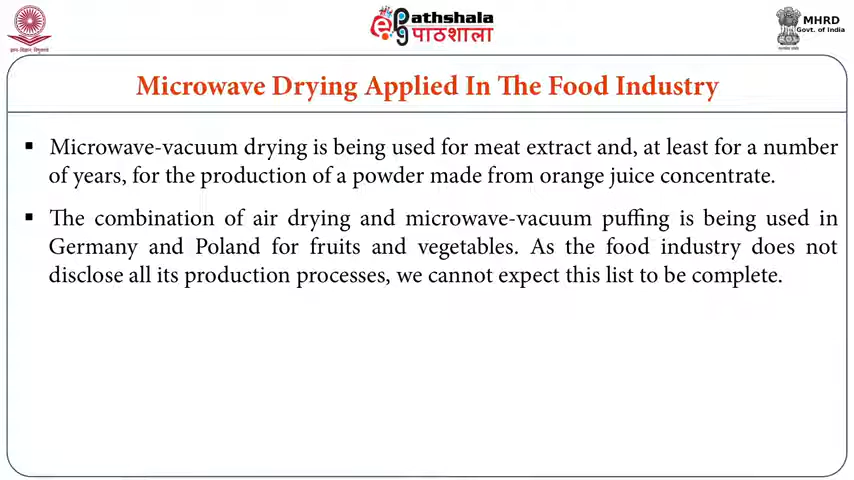 ePathshala
पाठशाला
MHRD
Govt. of India
Microwave Drying Applied In The Food Industry
▪ Microwave-vacuum drying is being used for meat extract and, at least for a number
of years, for the production of a powder made from orange juice concentrate.
▪ The combination of air drying and microwave-vacuum puffing is being used in
Germany and Poland for fruits and vegetables. As the food industry does not
disclose all its production processes, we cannot expect this list to be complete.